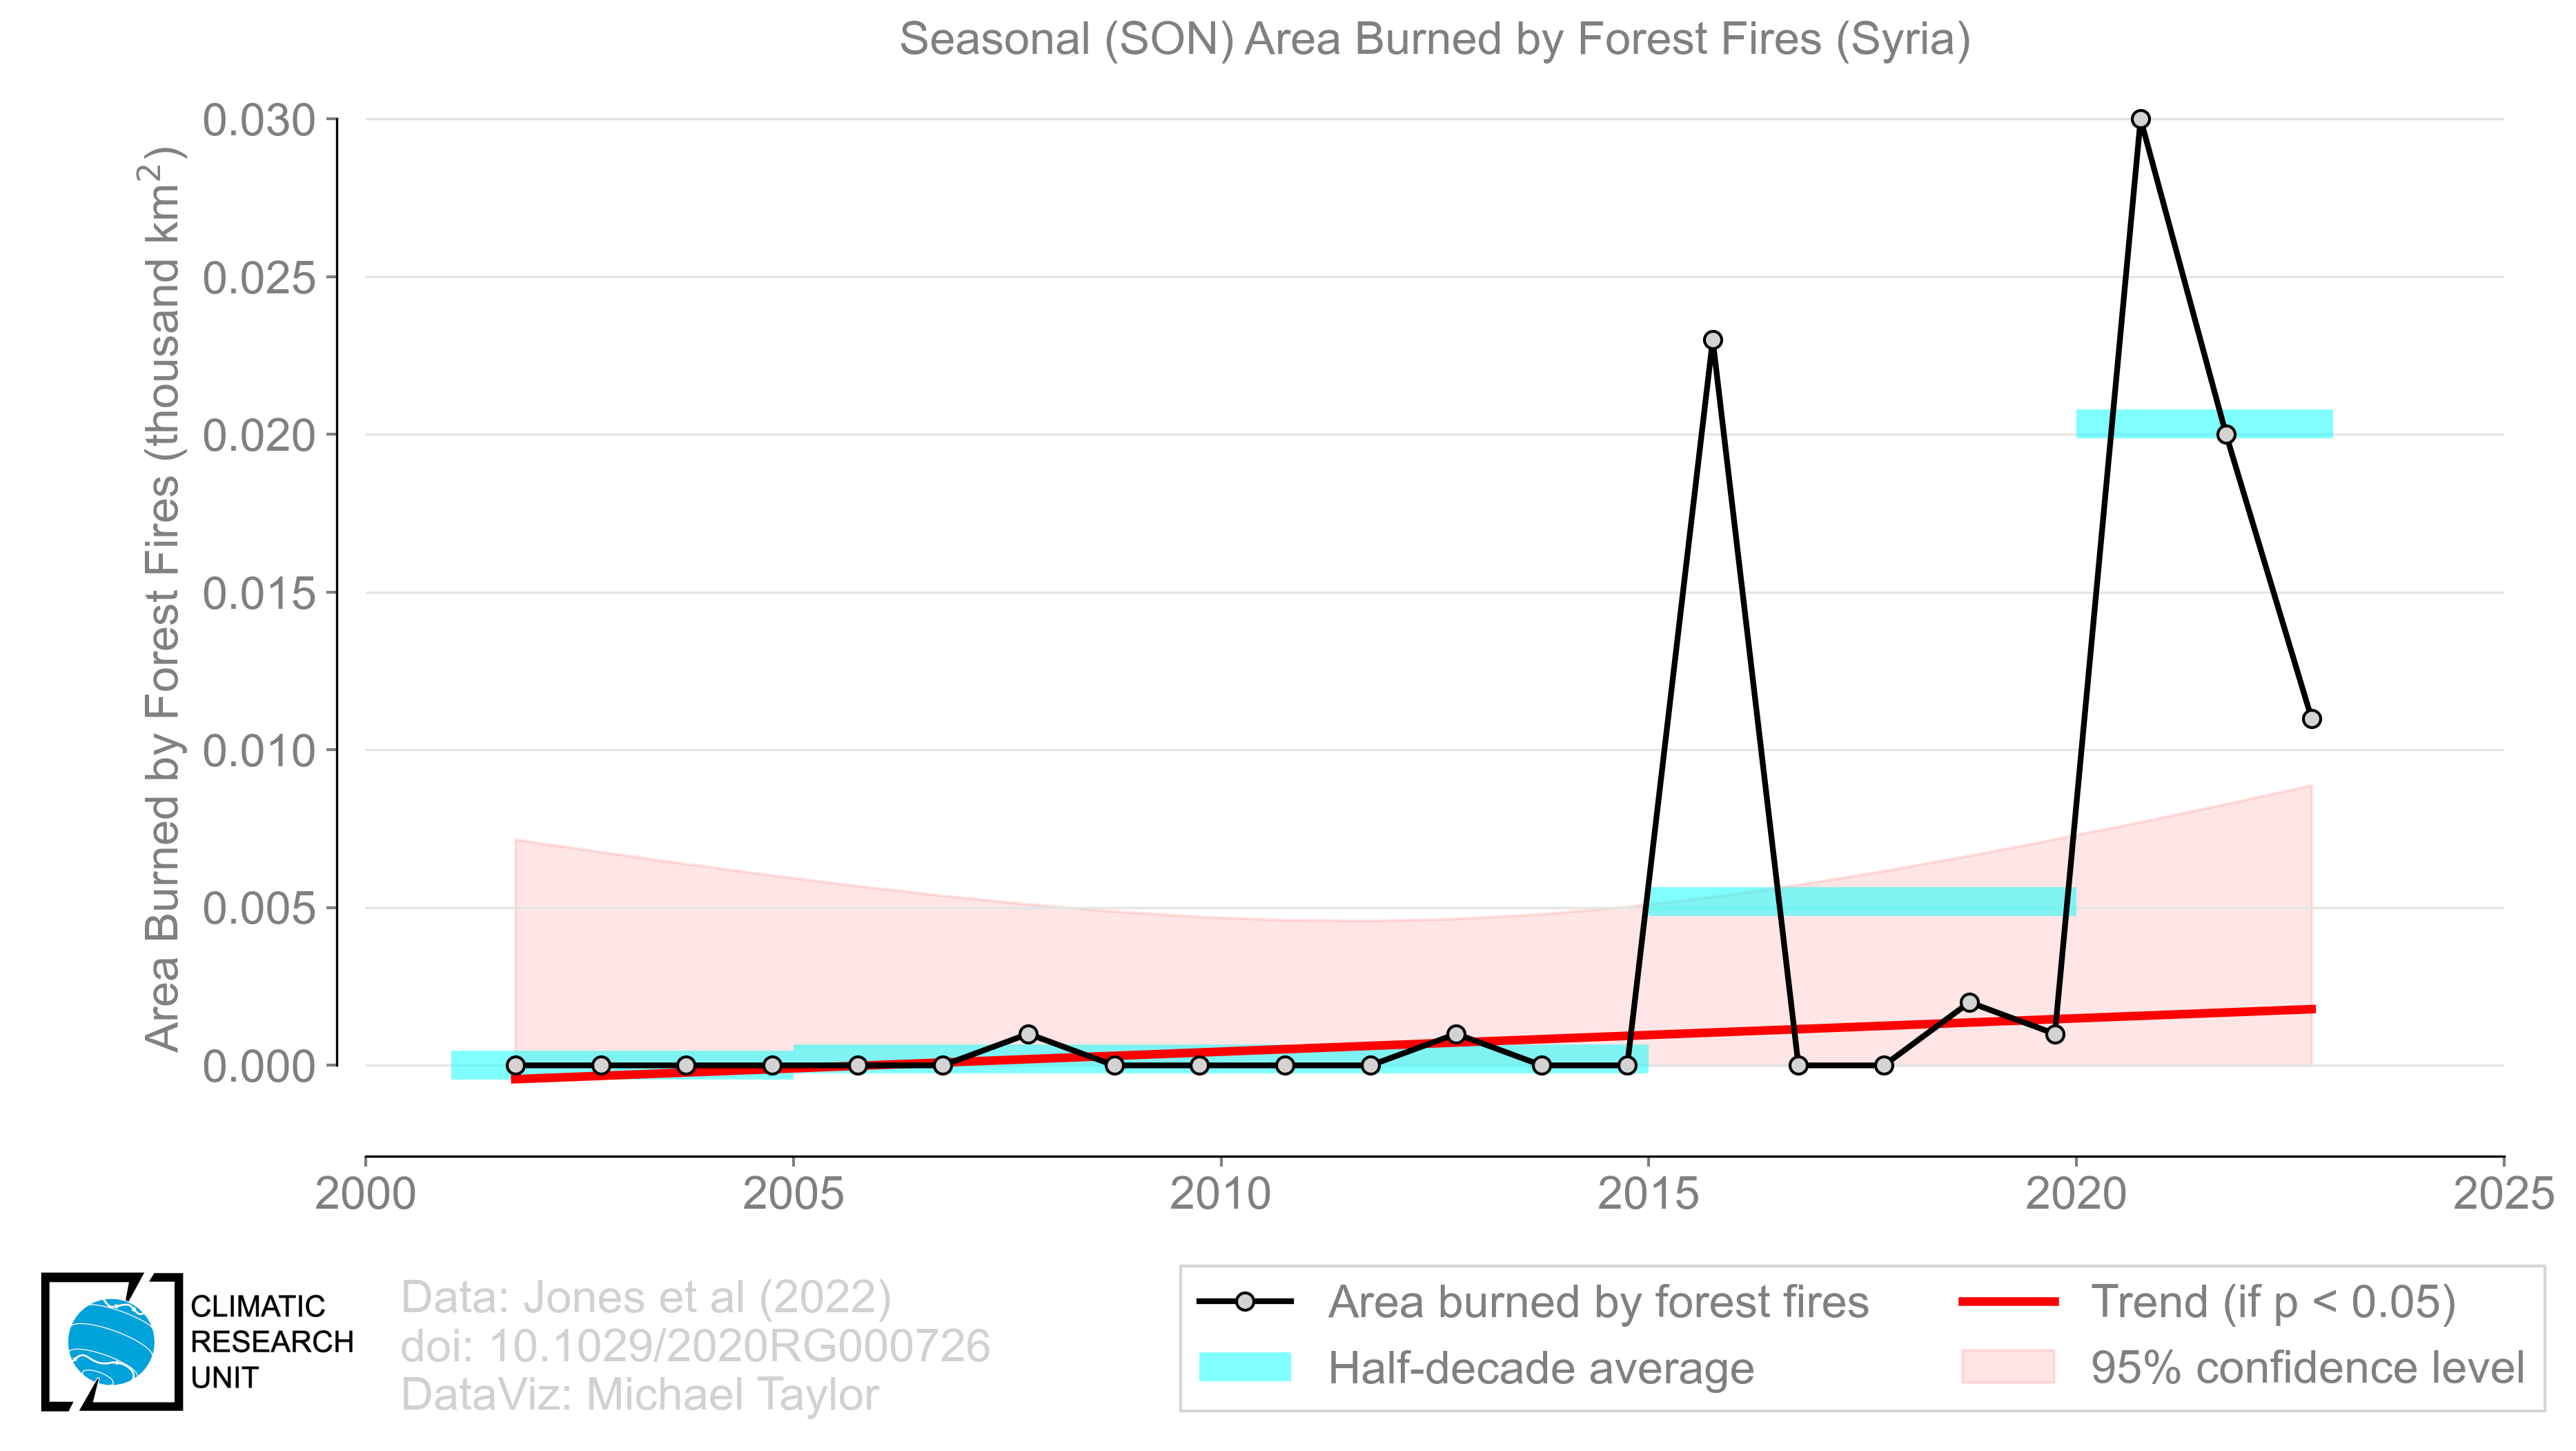 Seasonal (SON) Area Burned by Forest Fires (Syria)
Area Burned by Forest Fires (thousand km²)
0.030
0.025
0.020
0.015
0.010
0.005
0.000
2000 2005 2010 2015 2020 2025
CLIMATIC
RESEARCH
UNIT
Data: Jones et al (2022)
doi: 10.1029/2020RG000726
DataViz: Michael Taylor
Area burned by forest fires
Half-decade average
Trend (if p < 0.05)
95% confidence level